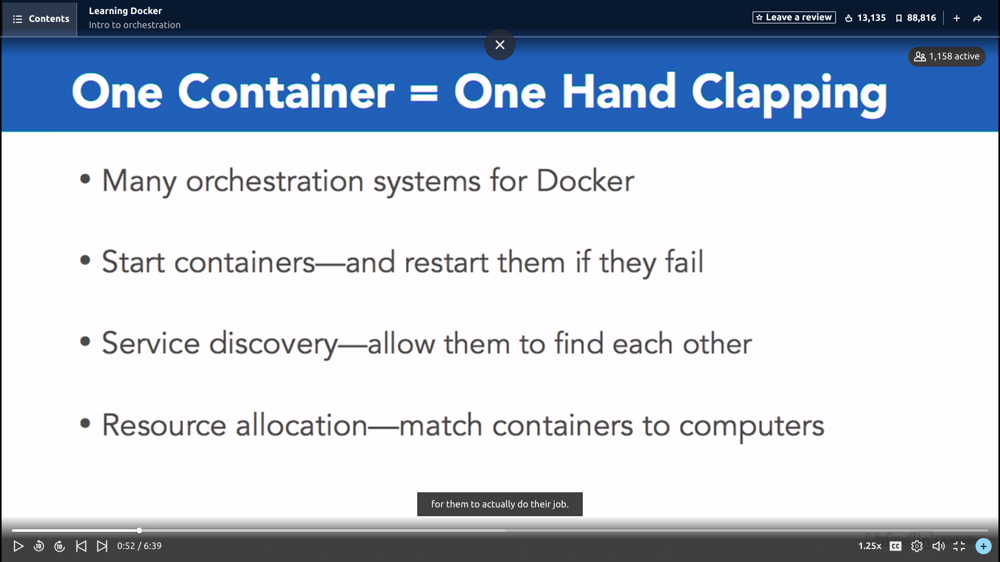 Contents
Learning Docker
Intro to orchestration
Leave a review
13,135
88,816
1,158 active
One Container = One Hand Clapping
• Many orchestration systems for Docker
• Start containers—and restart them if they fail
• Service discovery—allow them to find each other
• Resource allocation—match containers to computers
for them to actually do their job.
10
10
0:52 / 6:39
1.25x
CC